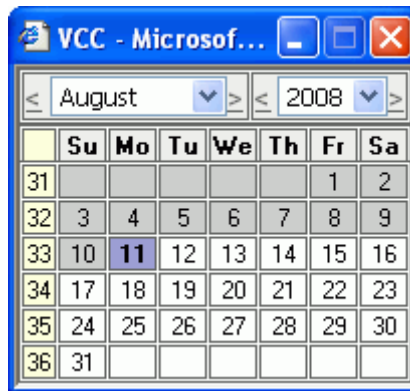 VCC - Microsof...
< August > < 2008 >
Su Mo Tu We Th Fr Sa
31 1 2
32 3 4 5 6 7 8 9
33 10 11 12 13 14 15 16
34 17 18 19 20 21 22 23
35 24 25 26 27 28 29 30
36 31